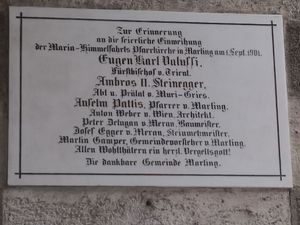 Zur Erinnerung
an die feierliche Einweihung
der Maria-Himmelfahrts Pfarrkirche in Marling am 1. Sept. 1901.
Eugen Karl Valussi,
Fürstbischof v. Trient.
Ambros II. Steinegger,
Abt u. Prälat v. Muri-Gries.
Anselm Pattis, Pfarrer v. Marling.
Anton Weber v. Wien, Architekt.
Peter Delugan v. Meran, Baumeister.
Josef Egger v. Meran, Steinmetzmeister.
Martin Gamper, Gemeindevorsteher v. Marling.
Allen Wohlthätern ein herzl. Vergeltsgott!
Die dankbare Gemeinde Marling.